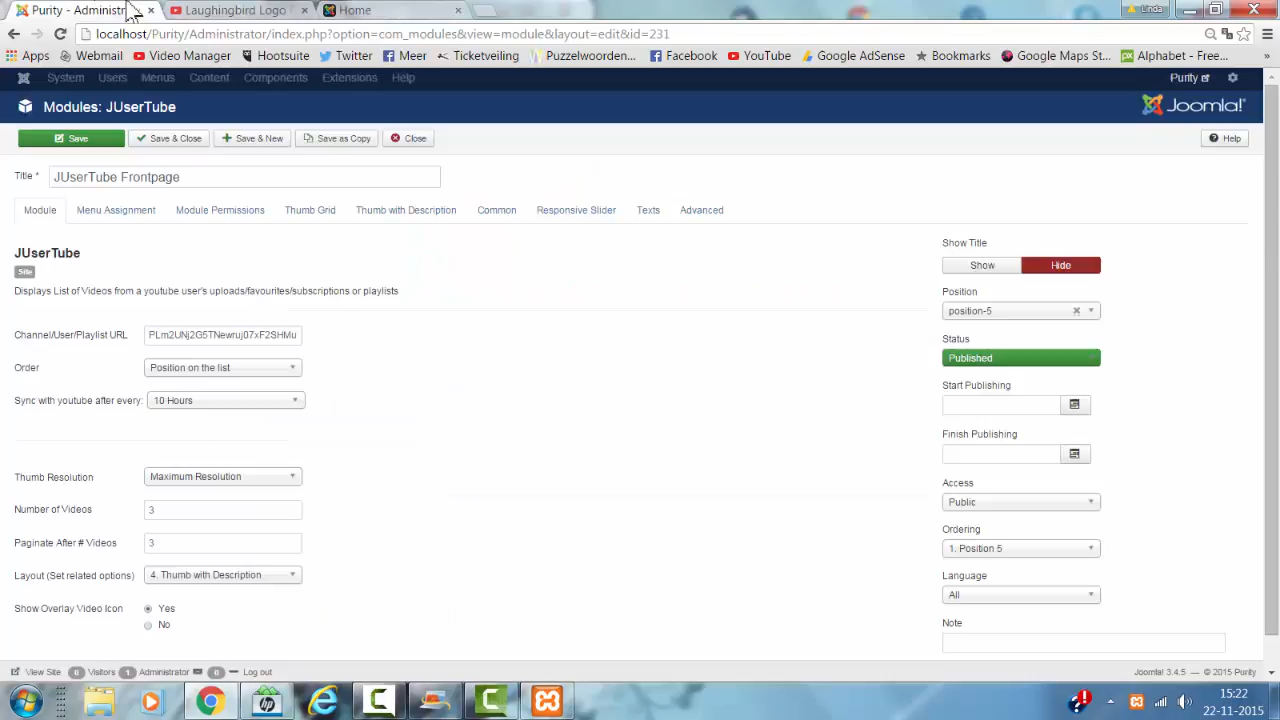 Purity - Administr
Laughingbird Logo
Home
Linda
localhost/Purity/Administrator/index.php?option=com_modules&view=module&layout=edit&id=231
Apps
Webmail
Video Manager
Hootsuite
Twitter
Meer
Ticketveiling
Puzzelwoorden...
Facebook
YouTube
Google AdSense
Bookmarks
Google Maps St...
Alphabet - Free...
»
System
Users
Menus
Content
Components
Extensions
Help
Purity
Modules: JUserTube
Joomla!
Save
Save & Close
Save & New
Save as Copy
Close
Help
Title *
JUserTube Frontpage
Module
Menu Assignment
Module Permissions
Thumb Grid
Thumb with Description
Common
Responsive Slider
Texts
Advanced
JUserTube
Site
Displays List of Videos from a youtube user's uploads/favourites/subscriptions or playlists
Channel/User/Playlist URL
PLm2UNj2G5TNewruj07xF2SHMu
Order
Position on the list
Sync with youtube after every:
10 Hours
Thumb Resolution
Maximum Resolution
Number of Videos
3
Paginate After # Videos
3
Layout (Set related options)
4. Thumb with Description
Show Overlay Video Icon
Yes
No
Show Title
Show
Hide
Position
position-5
Status
Published
Start Publishing
Finish Publishing
Access
Public
Ordering
1. Position 5
Language
All
Note
View Site
0
Visitors
1
Administrator
0
Log out
Joomla! 3.4.5 — © 2015 Purity
15:22
22-11-2015